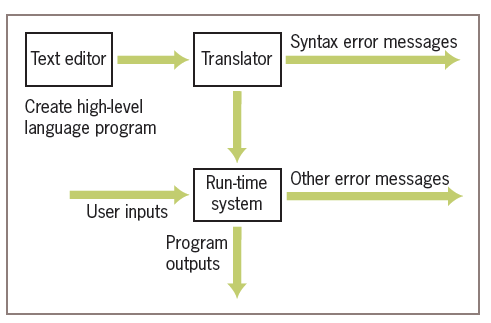 Text editor
Translator
Syntax error messages
Create high-level
language program
Run-time
system
Other error messages
User inputs
Program
outputs